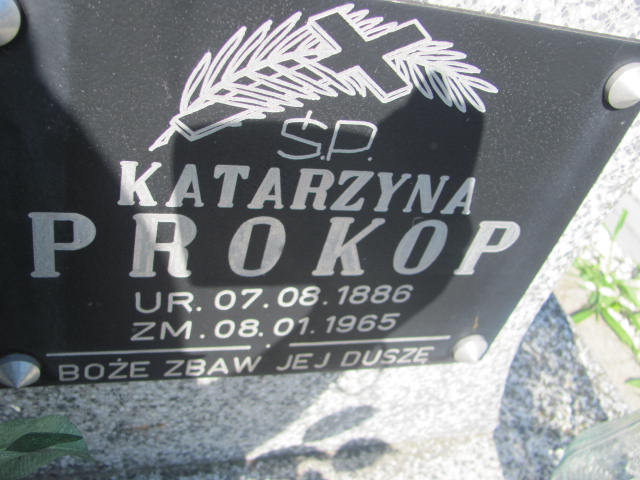 Ś.P.
KATARZYNA
PROKOP
UR. 07.08.1886
ZM. 08.01.1965
BOŻE ZBAW JEJ DUSZĘ